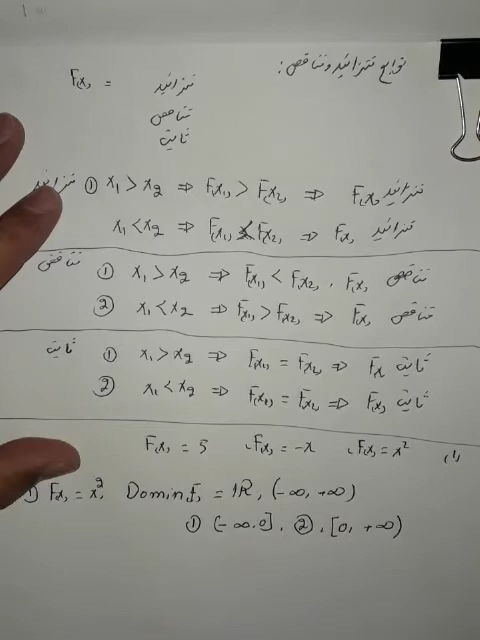 توابع متزائید و متناقص:
F(x) = متزائید
متناقص
ثابت
متزائید ① x₁ > x₂ ⇒ F(x₁) > F(x₂) ⇒ F(x) متزائید
x₁ < x₂ ⇒ F(x₁) < F(x₂) ⇒ F(x) متزائید
متناقص ① x₁ > x₂ ⇒ F(x₁) < F(x₂) , F(x) متناقص
② x₁ < x₂ ⇒ F(x₁) > F(x₂) ⇒ F(x) متناقص
ثابت ① x₁ > x₂ ⇒ F(x₁) = F(x₂) ⇒ F(x) ثابت
② x₁ < x₂ ⇒ F(x₁) = F(x₂) ⇒ F(x) ثابت
F(x) = 5 , F(x) = -x , F(x) = x² (1
① F(x) = x², Domin, F(x) = IR, (-∞, +∞)
① (-∞, 0], ②, [0, +∞)